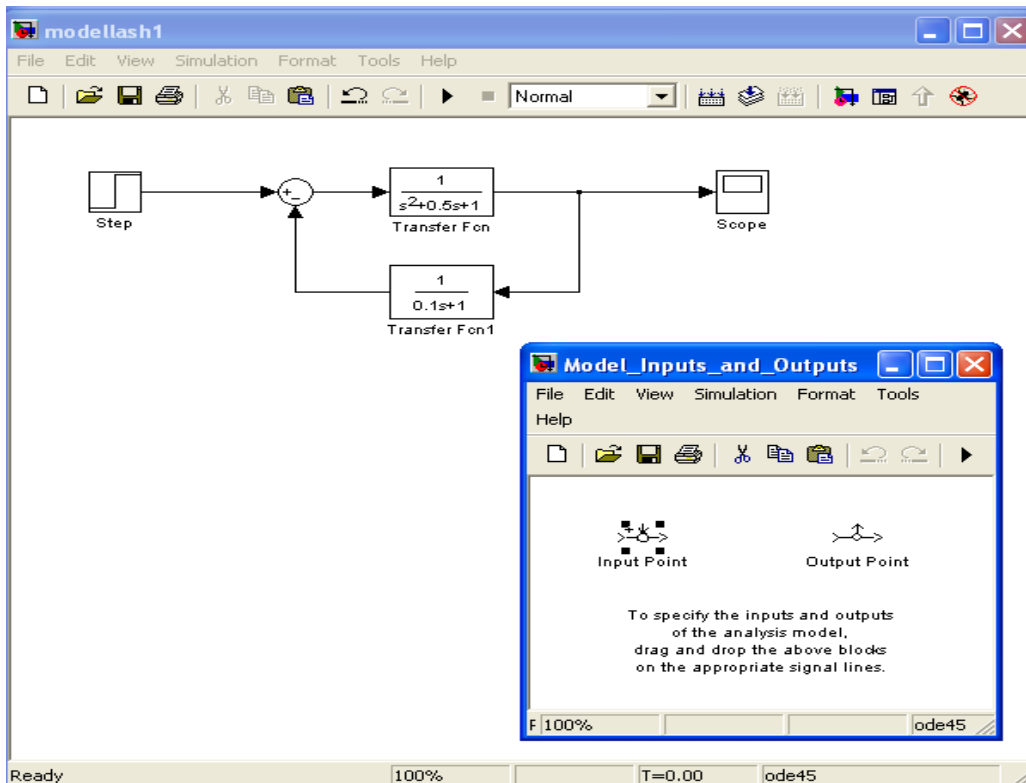 modellash1
File Edit View Simulation Format Tools Help
Normal
Step
+
-
1
s2+0.5s+1
Transfer Fcn
Scope
1
0.1s+1
Transfer Fcn1
Model_Inputs_and_Outputs
File Edit View Simulation Format Tools
Help
+
Input Point
Output Point
To specify the inputs and outputs
of the analysis model,
drag and drop the above blocks
on the appropriate signal lines.
F 100% ode45
Ready 100% T=0.00 ode45